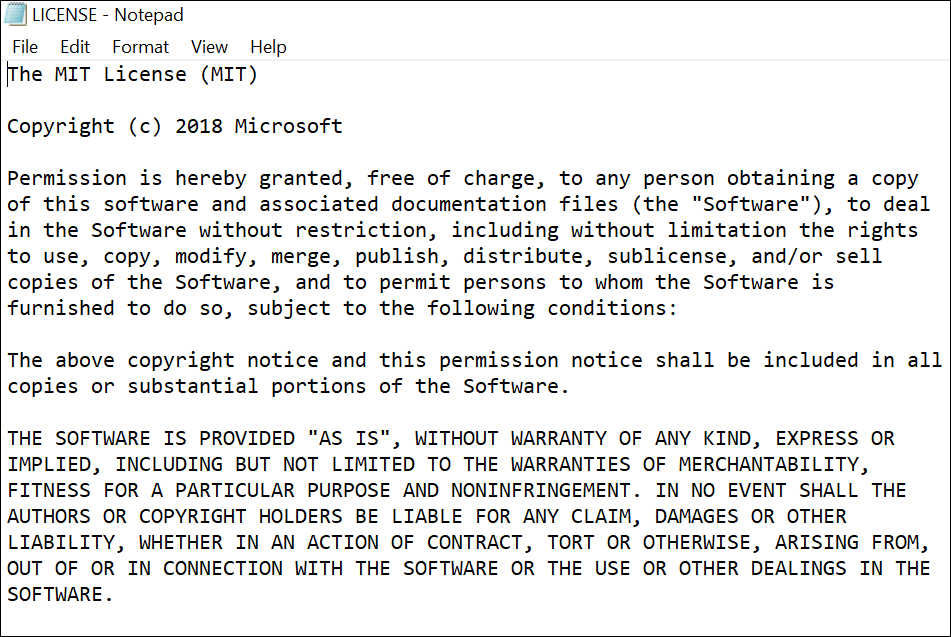 LICENSE - Notepad
File Edit Format View Help
The MIT License (MIT)
Copyright (c) 2018 Microsoft
Permission is hereby granted, free of charge, to any person obtaining a copy
of this software and associated documentation files (the "Software"), to deal
in the Software without restriction, including without limitation the rights
to use, copy, modify, merge, publish, distribute, sublicense, and/or sell
copies of the Software, and to permit persons to whom the Software is
furnished to do so, subject to the following conditions:
The above copyright notice and this permission notice shall be included in all
copies or substantial portions of the Software.
THE SOFTWARE IS PROVIDED "AS IS", WITHOUT WARRANTY OF ANY KIND, EXPRESS OR
IMPLIED, INCLUDING BUT NOT LIMITED TO THE WARRANTIES OF MERCHANTABILITY,
FITNESS FOR A PARTICULAR PURPOSE AND NONINFRINGEMENT. IN NO EVENT SHALL THE
AUTHORS OR COPYRIGHT HOLDERS BE LIABLE FOR ANY CLAIM, DAMAGES OR OTHER
LIABILITY, WHETHER IN AN ACTION OF CONTRACT, TORT OR OTHERWISE, ARISING FROM,
OUT OF OR IN CONNECTION WITH THE SOFTWARE OR THE USE OR OTHER DEALINGS IN THE
SOFTWARE.